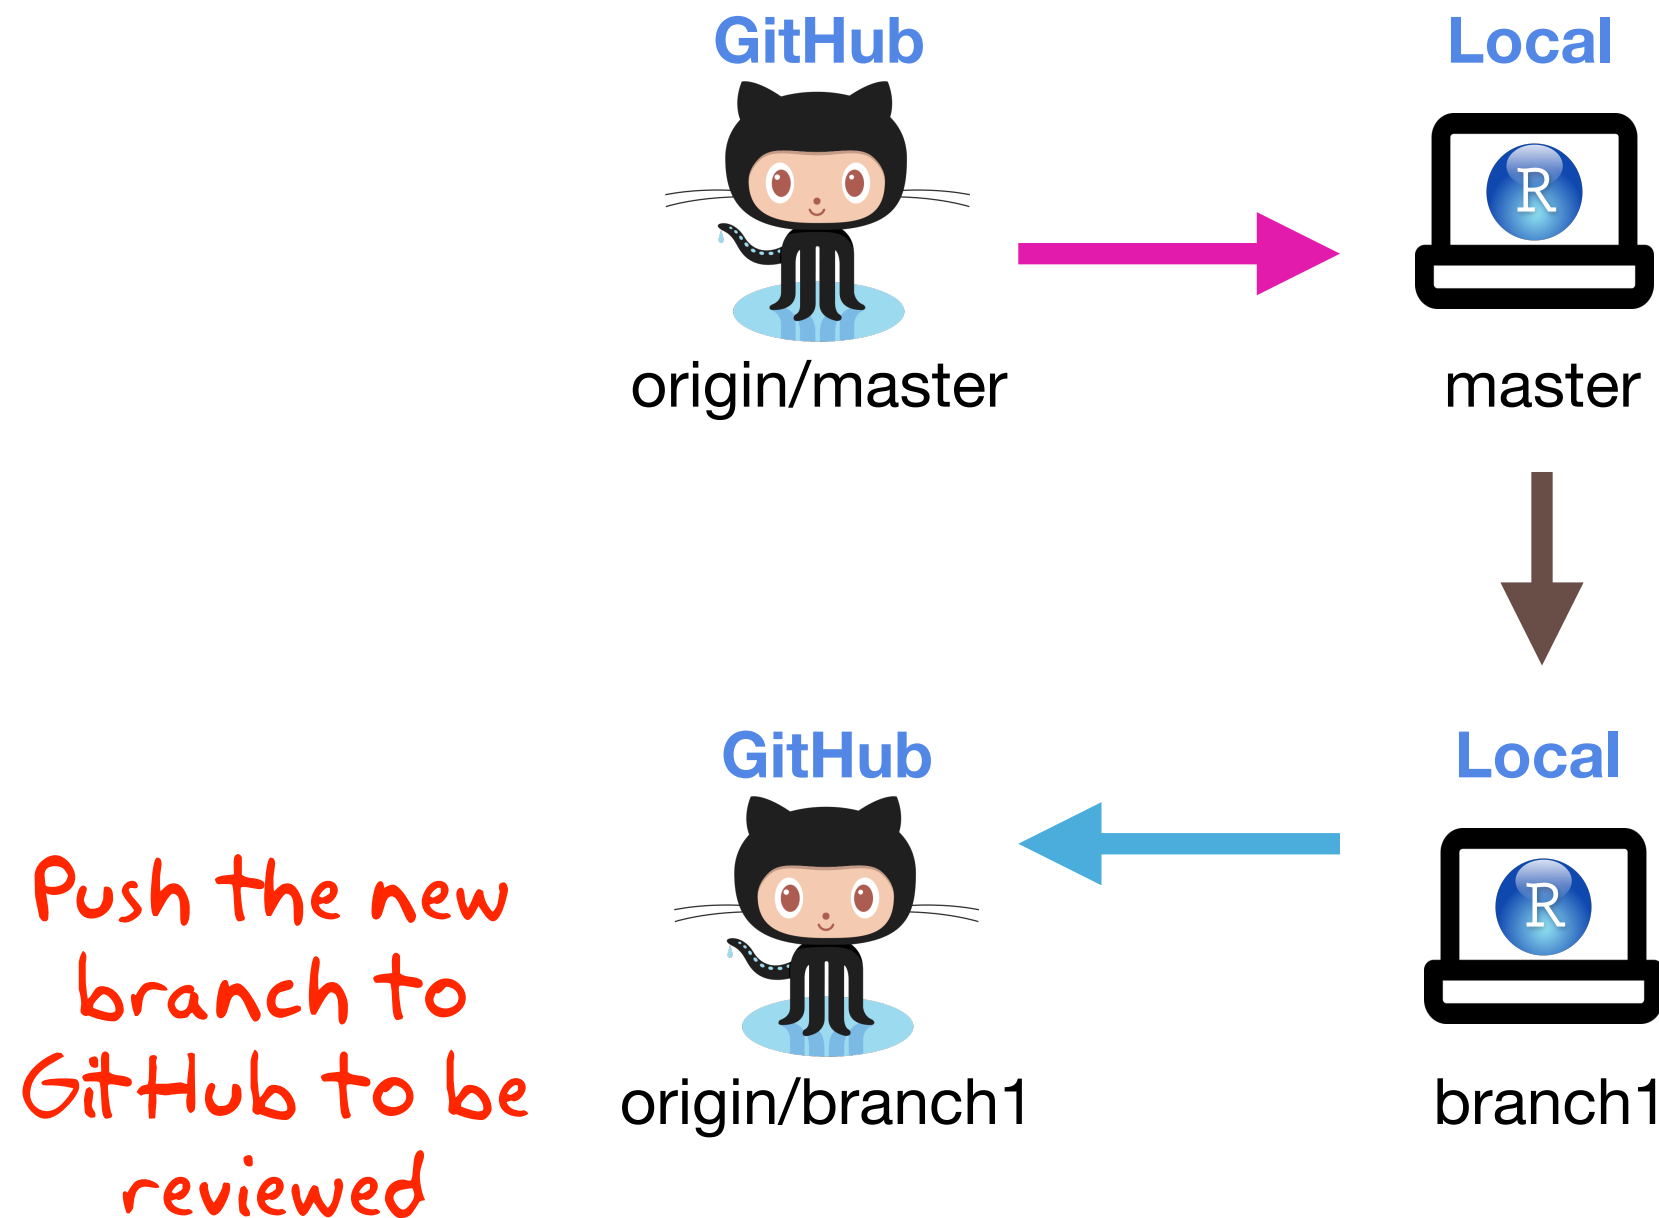 GitHub
Local
R
origin/master
master
GitHub
Local
R
Push the new
branch to
GitHub to be
reviewed
origin/branch1
branch1